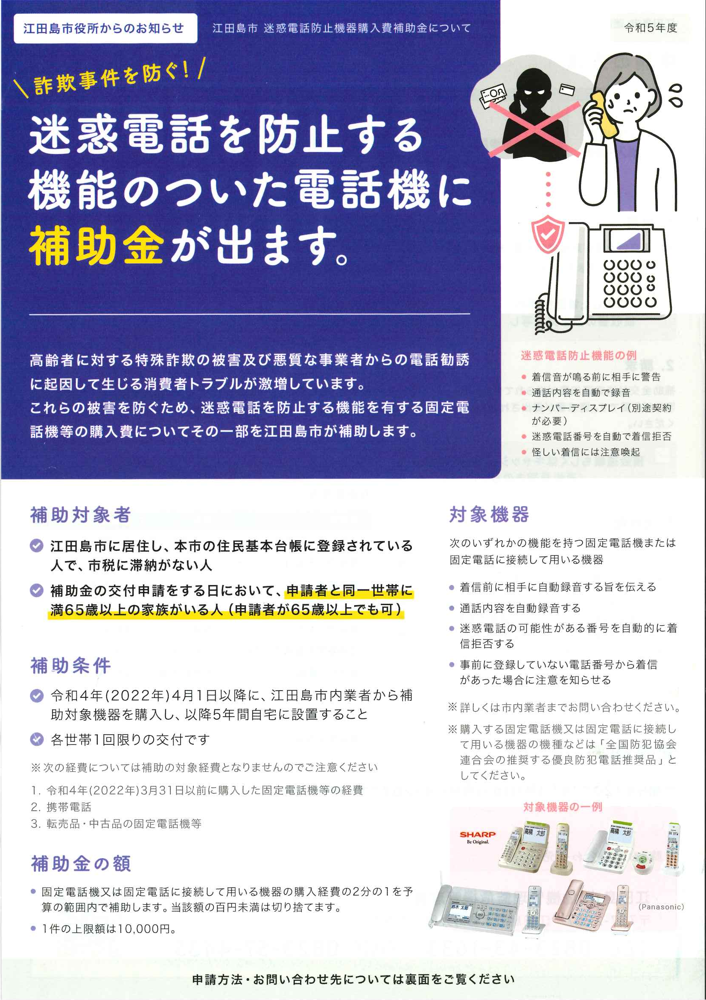 江田島市役所からのお知らせ
江田島市 迷惑電話防止機器購入費補助金について
令和5年度
詐欺事件を防ぐ!
迷惑電話を防止する
機能のついた電話機に
補助金が出ます。
高齢者に対する特殊詐欺の被害及び悪質な事業者からの電話勧誘
に起因して生じる消費者トラブルが激増しています。
これらの被害を防ぐため、迷惑電話を防止する機能を有する固定電
話機等の購入費についてその一部を江田島市が補助します。
迷惑電話防止機能の例
● 着信音が鳴る前に相手に警告
● 通話内容を自動で録音
● ナンバーディスプレイ(別途契約
が必要)
● 迷惑電話番号を自動で着信拒否
● 怪しい着信には注意喚起
補助対象者
江田島市に居住し、本市の住民基本台帳に登録されている
人で、市税に滞納がない人
補助金の交付申請をする日において、申請者と同一世帯に
満65歳以上の家族がいる人(申請者が65歳以上でも可)
補助条件
令和4年(2022年)4月1日以降に、江田島市内業者から補
助対象機器を購入し、以降5年間自宅に設置すること
各世帯1回限りの交付です
※次の経費については補助の対象経費となりませんのでご注意ください
1. 令和4年(2022年)3月31日以前に購入した固定電話機等の経費
2. 携帯電話
3. 転売品・中古品の固定電話機等
補助金の額
● 固定電話機又は固定電話に接続して用いる機器の購入経費の2分の1を予
算の範囲内で補助します。当該額の百円未満は切り捨てます。
● 1件の上限額は10,000円。
対象機器
次のいずれかの機能を持つ固定電話機または
固定電話に接続して用いる機器
● 着信前に相手に自動録音する旨を伝える
● 通話内容を自動録音する
● 迷惑電話の可能性がある番号を自動的に着
信拒否する
● 事前に登録していない電話番号から着信
があった場合に注意を知らせる
※詳しくは市内業者までお問い合わせください。
※購入する固定電話機又は固定電話に接続し
て用いる機器の機種などは「全国防犯協会
連合会の推奨する優良防犯電話推奨品」と
してください。
対象機器の一例
SHARP
Be Original.
高橋 太郎
高橋 太郎
鈴木 太郎
(Panasonic)
申請方法・お問い合わせ先については裏面をご覧ください